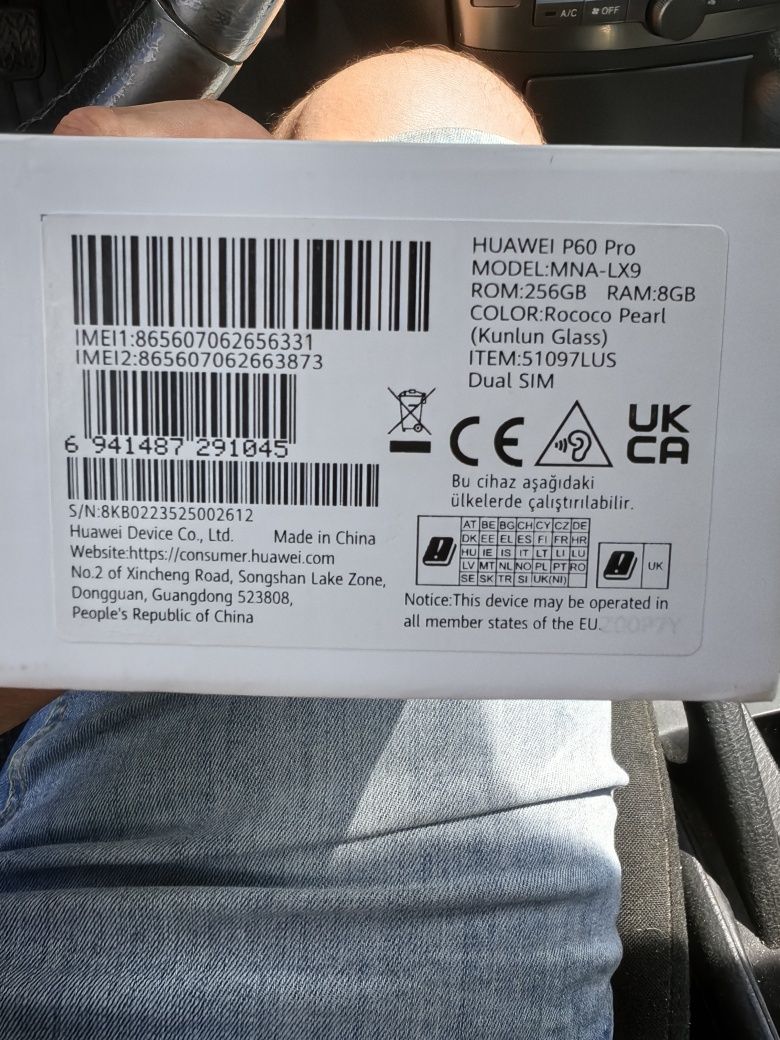 A/C OFF
IMEI1:865607062656331
IMEI2:865607062663873
6 941487 291045
S/N:8KB0223525002612
Huawei Device Co., Ltd. Made in China
Website:https://consumer.huawei.com
No.2 of Xincheng Road, Songshan Lake Zone,
Dongguan, Guangdong 523808,
People's Republic of China
HUAWEI P60 Pro
MODEL:MNA-LX9
ROM:256GB RAM:8GB
COLOR:Rococo Pearl
(Kunlun Glass)
ITEM:51097LUS
Dual SIM
CE
UK
CA
Bu cihaz aşağıdaki
ülkelerde çalıştırılabilir.
AT BE BG CH CY CZ DE
DK EE EL ES FI FR HR
HU IE IS IT LT LI LU
LV MT NL NO PL PT RO
SE SK TR SI UK(NI)
UK
Notice:This device may be operated in
all member states of the EU.